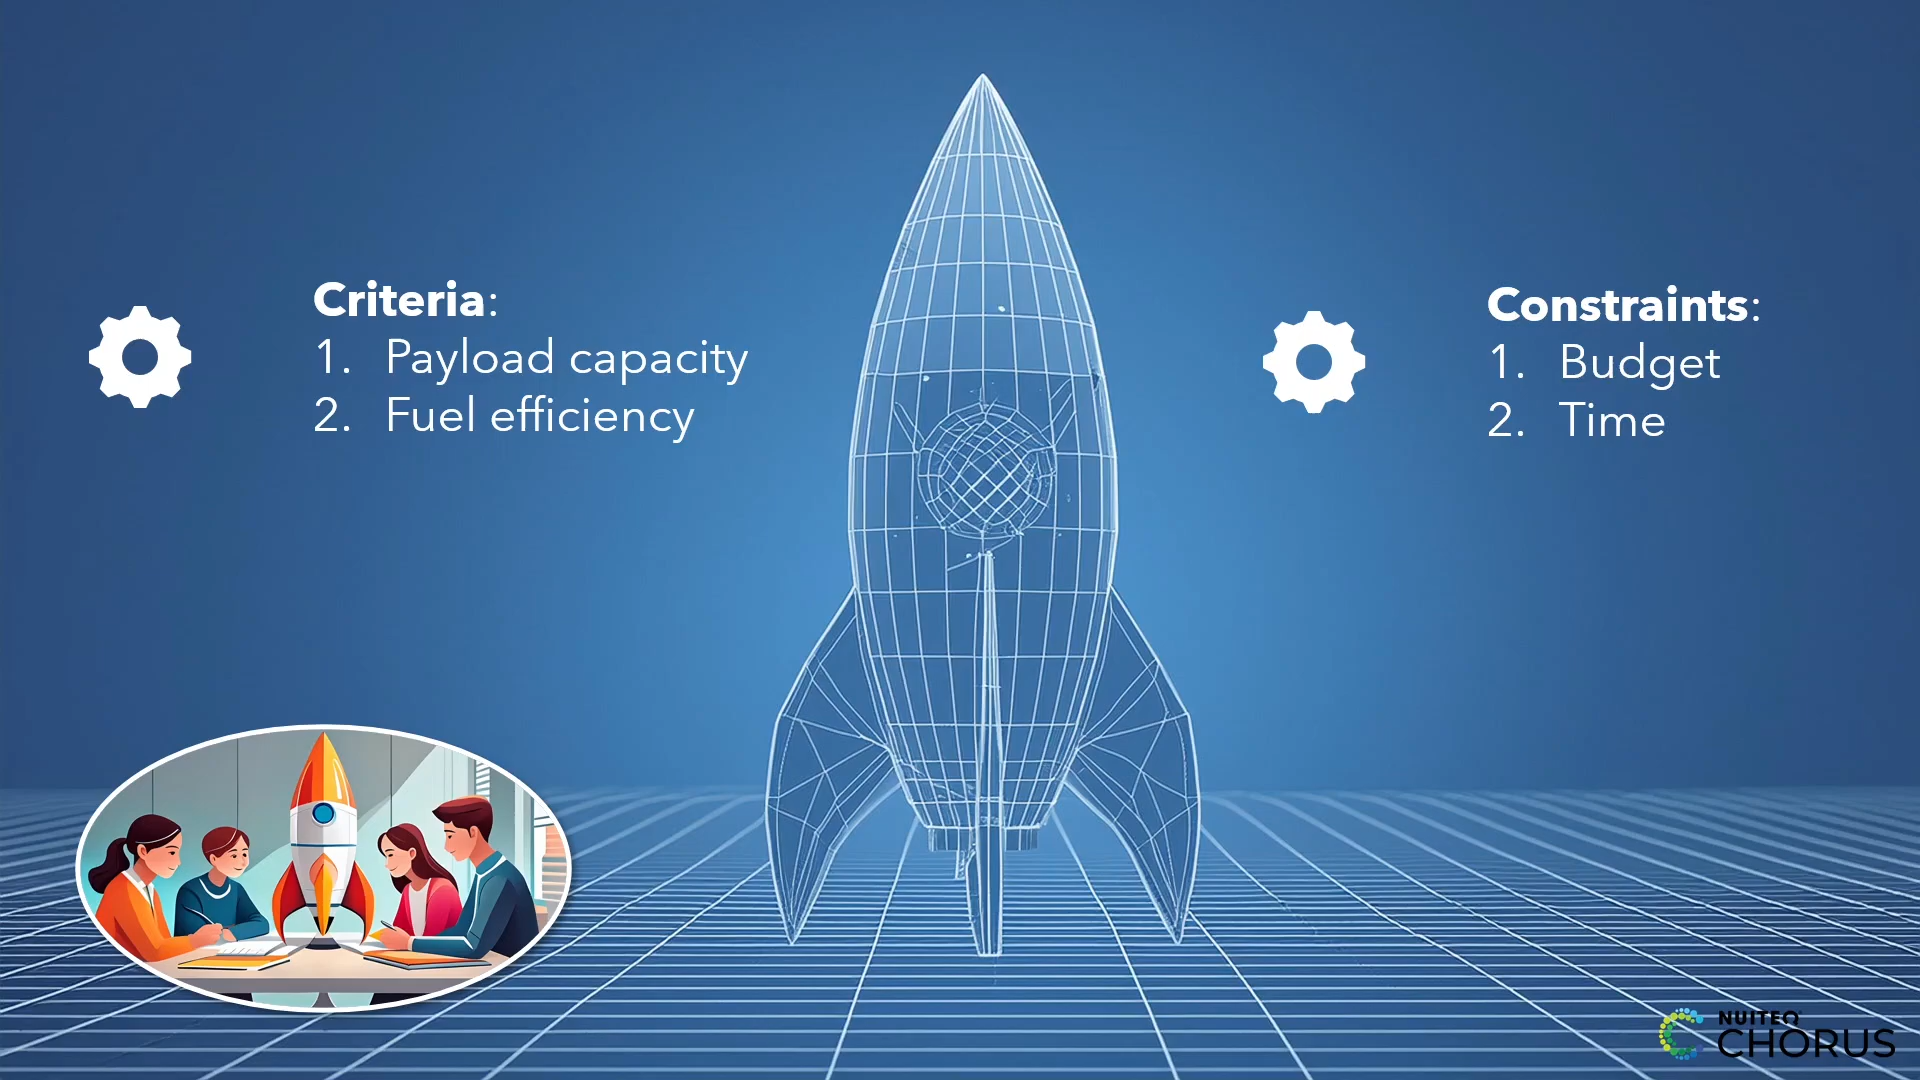 Criteria:
1. Payload capacity
2. Fuel efficiency
Constraints:
1. Budget
2. Time
NUITEQ
CHORUS